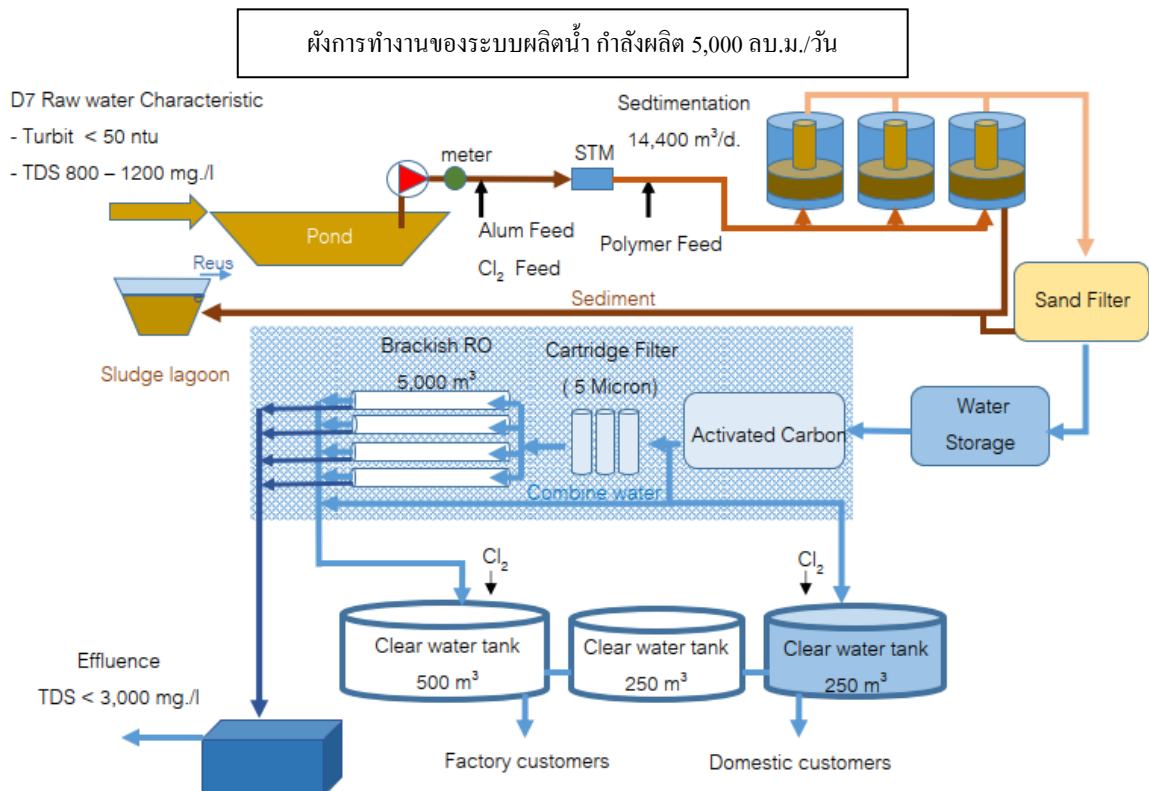 ผังการทำงานของระบบผลิตน้ำ กำลังผลิต 5,000 ลบ.ม./วัน
D7 Raw water Characteristic
- Turbit < 50 ntu
- TDS 800 – 1200 mg./l
Sedtimentation
14,400 m³/d.
meter
STM
Alum Feed
Cl₂ Feed
Polymer Feed
Pond
Reus
e
Sediment
Sand Filter
Sludge lagoon
Brackish RO
5,000 m³
Cartridge Filter
( 5 Micron)
Activated Carbon
Water
Storage
Combine water
Cl₂
Cl₂
Clear water tank
500 m³
Clear water tank
250 m³
Clear water tank
250 m³
Effluence
TDS < 3,000 mg./l
Factory customers
Domestic customers